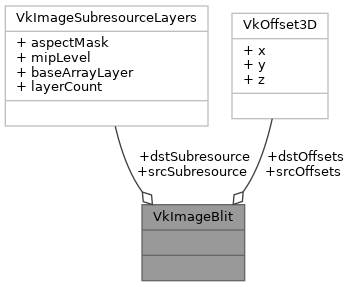 VkImageSubresourceLayers
+ aspectMask
+ mipLevel
+ baseArrayLayer
+ layerCount
VkOffset3D
+ x
+ y
+ z
+dstSubresource
+srcSubresource
+dstOffsets
+srcOffsets
VkImageBlit